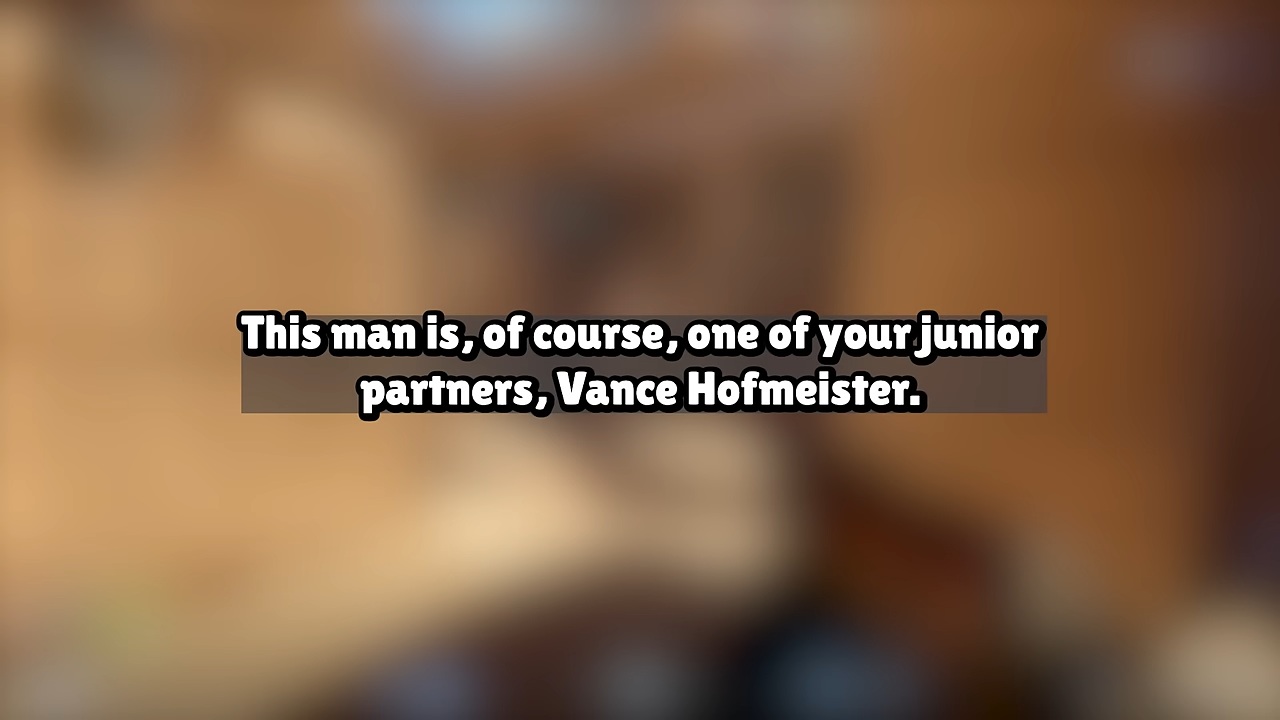 This man is, of course, one of your junior
partners, Vance Hofmeister.